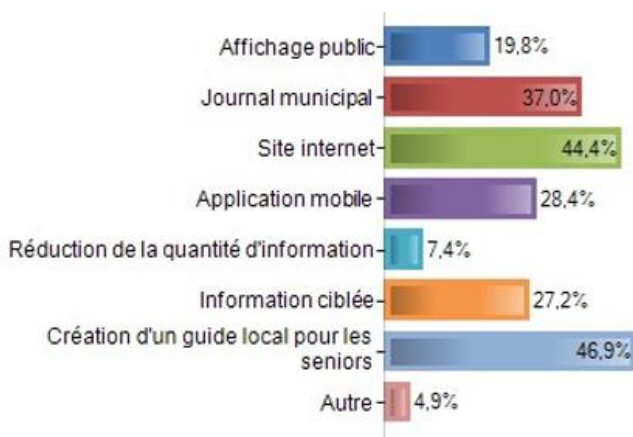 Affichage public 19,8%
Journal municipal 37,0%
Site internet 44,4%
Application mobile 28,4%
Réduction de la quantité d'information 7,4%
Information ciblée 27,2%
Création d'un guide local pour les
seniors 46,9%
Autre 4,9%